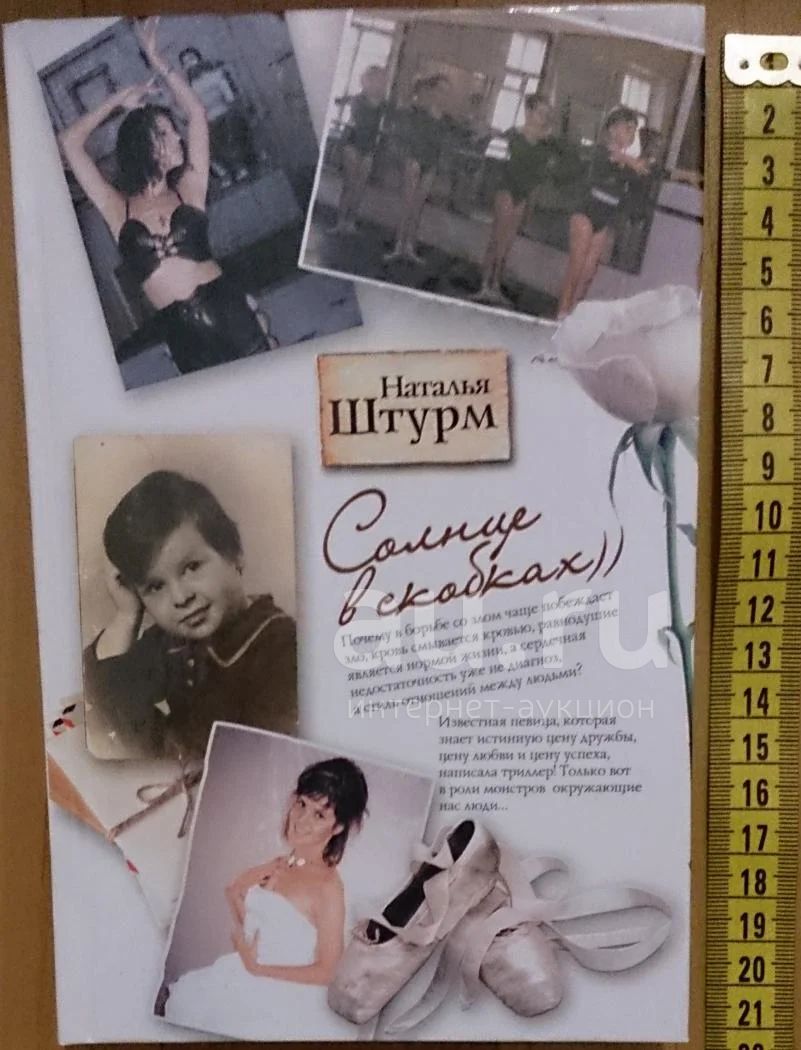 Наталья
Штурм
Солнце
в скобках))
Почему в борьбе со злом чаще побеждает
зло, кровь смывается кровью, равнодушие
является нормой жизни, а сердечная
недостаточность уже не диагноз,
а стиль отношений между людьми?
Известная певица, которая
знает истинную цену дружбы,
цену любви и цену успеха,
написала триллер! Только вот
в роли монстров окружающие
нас люди...
au.ru
интернет-аукцион
2
3
4
5
6
7
8
9
10
11
12
13
14
15
16
17
18
19
20
21